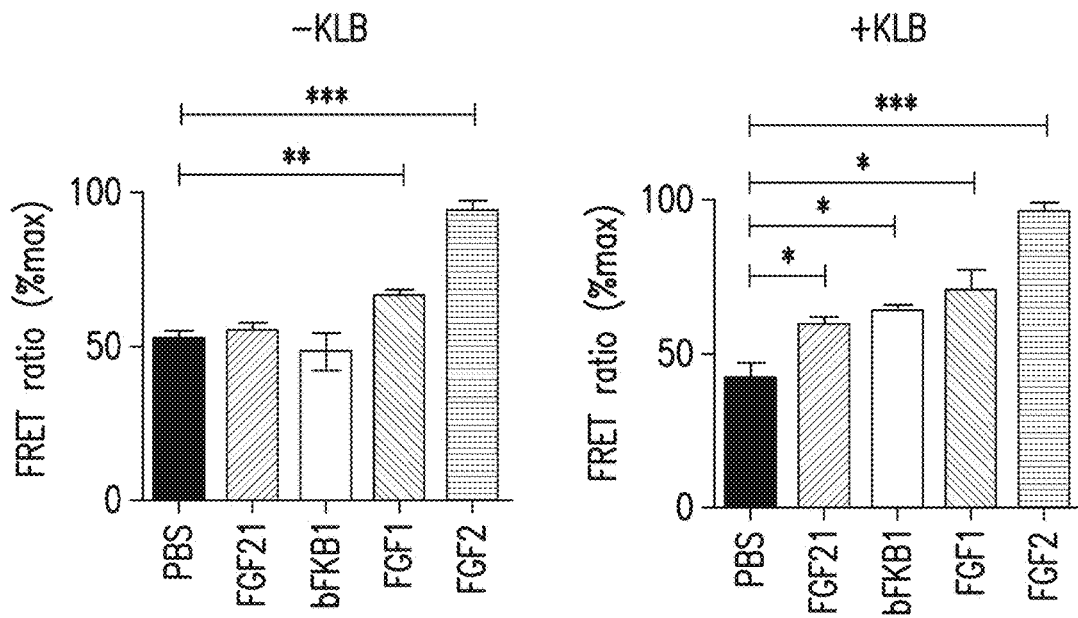 −KLB
***
**
FRET ratio (%max)
100
50
0
PBS
FGF21
bFKB1
FGF1
FGF2
+KLB
***
*
*
*
FRET ratio (%max)
100
50
0
PBS
FGF21
bFKB1
FGF1
FGF2